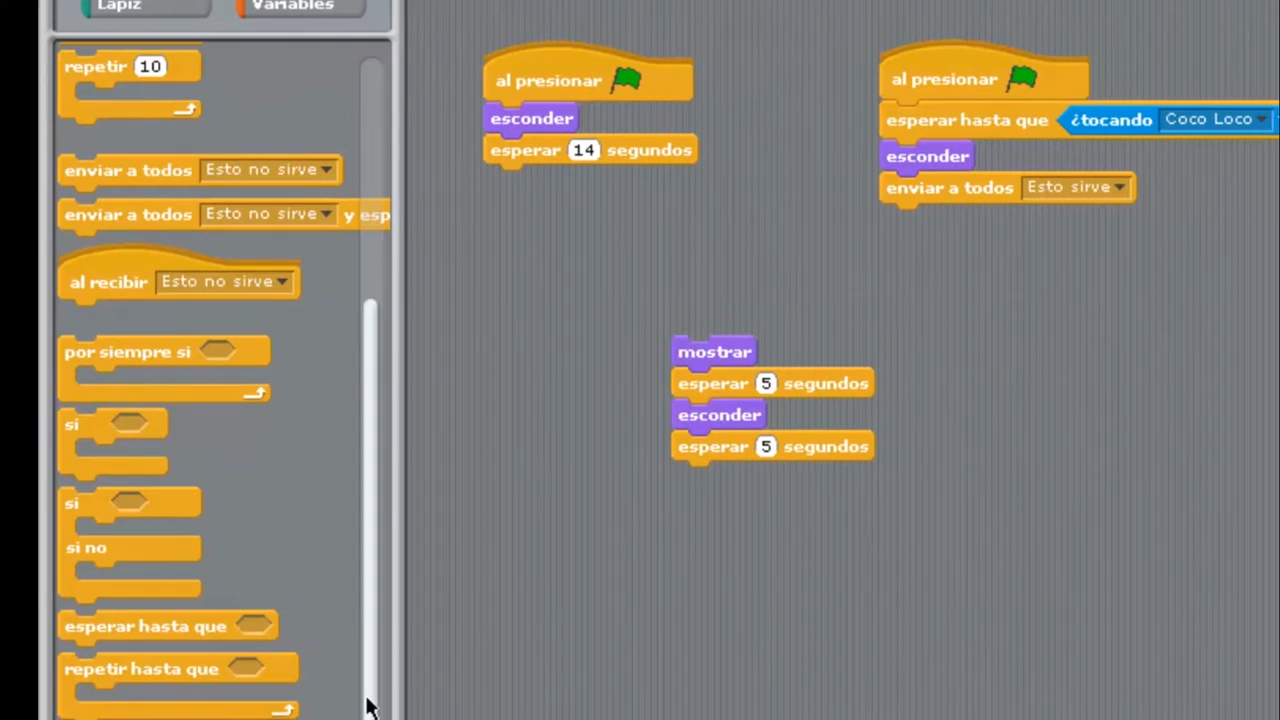 Lápiz
Variables
repetir 10
enviar a todos Esto no sirve
enviar a todos Esto no sirve y esp
al recibir Esto no sirve
por siempre si
si
si
si no
esperar hasta que
repetir hasta que
al presionar
esconder
esperar 14 segundos
al presionar
esperar hasta que ¿tocando Coco Loco
esconder
enviar a todos Esto sirve
mostrar
esperar 5 segundos
esconder
esperar 5 segundos